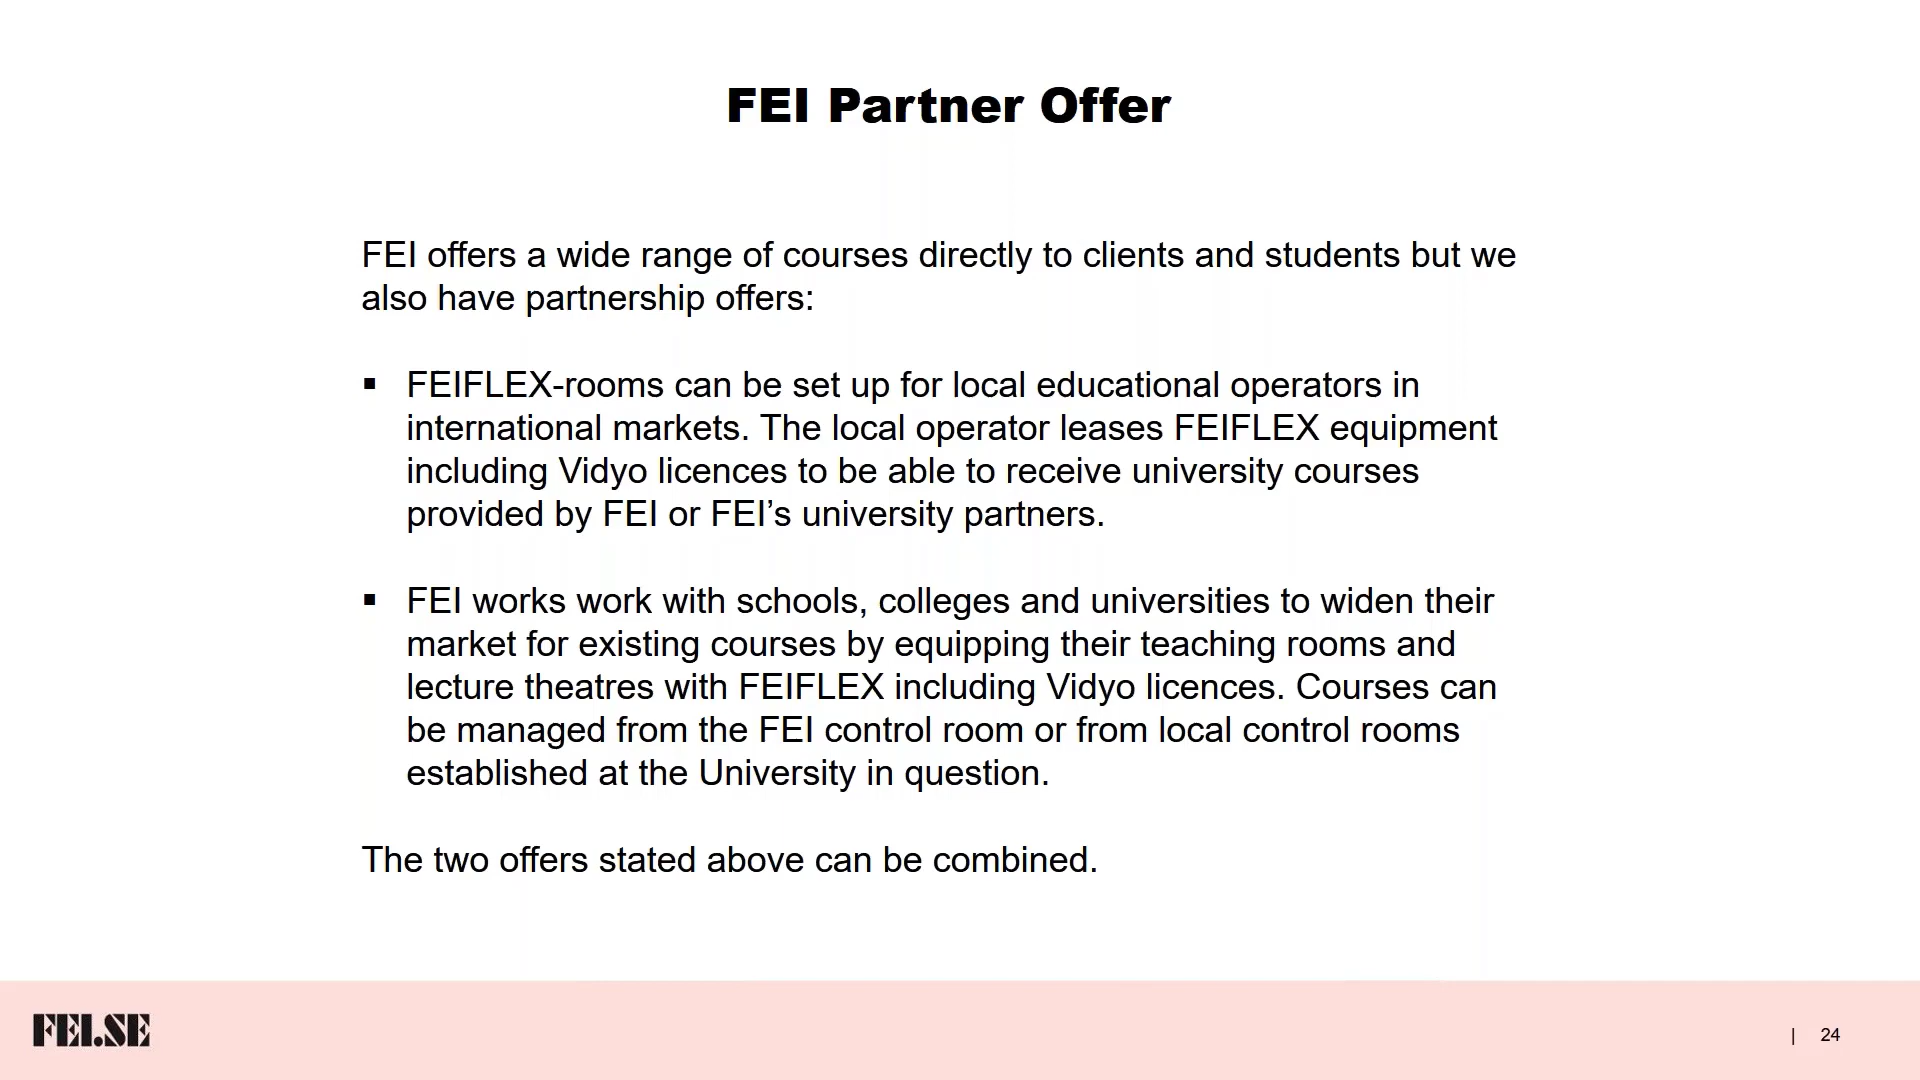 FEI Partner Offer
FEI offers a wide range of courses directly to clients and students but we
also have partnership offers:
▪ FEIFLEX-rooms can be set up for local educational operators in
international markets. The local operator leases FEIFLEX equipment
including Vidyo licences to be able to receive university courses
provided by FEI or FEI’s university partners.
▪ FEI works work with schools, colleges and universities to widen their
market for existing courses by equipping their teaching rooms and
lecture theatres with FEIFLEX including Vidyo licences. Courses can
be managed from the FEI control room or from local control rooms
established at the University in question.
The two offers stated above can be combined.
FEI.SE
| 24